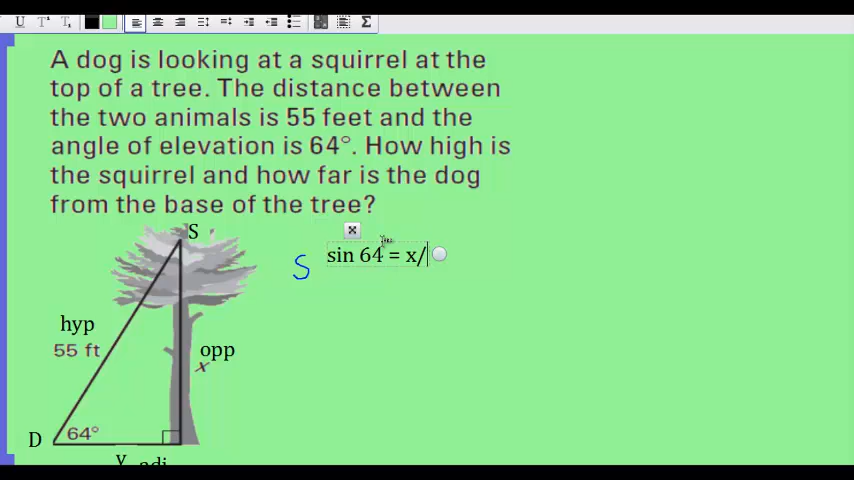 A dog is looking at a squirrel at the
top of a tree. The distance between
the two animals is 55 feet and the
angle of elevation is 64°. How high is
the squirrel and how far is the dog
from the base of the tree?
S
S sin 64 = x/
hyp
55 ft
opp
x
D 64°
y adj